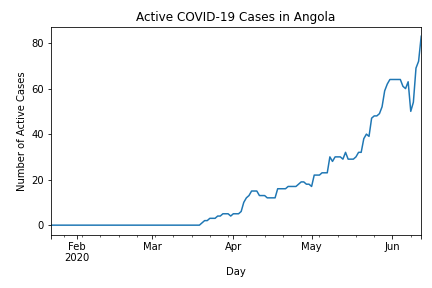 Active COVID-19 Cases in Angola
80
60
40
20
0
Number of Active Cases
Feb
2020
Mar
Apr
May
Jun
Day